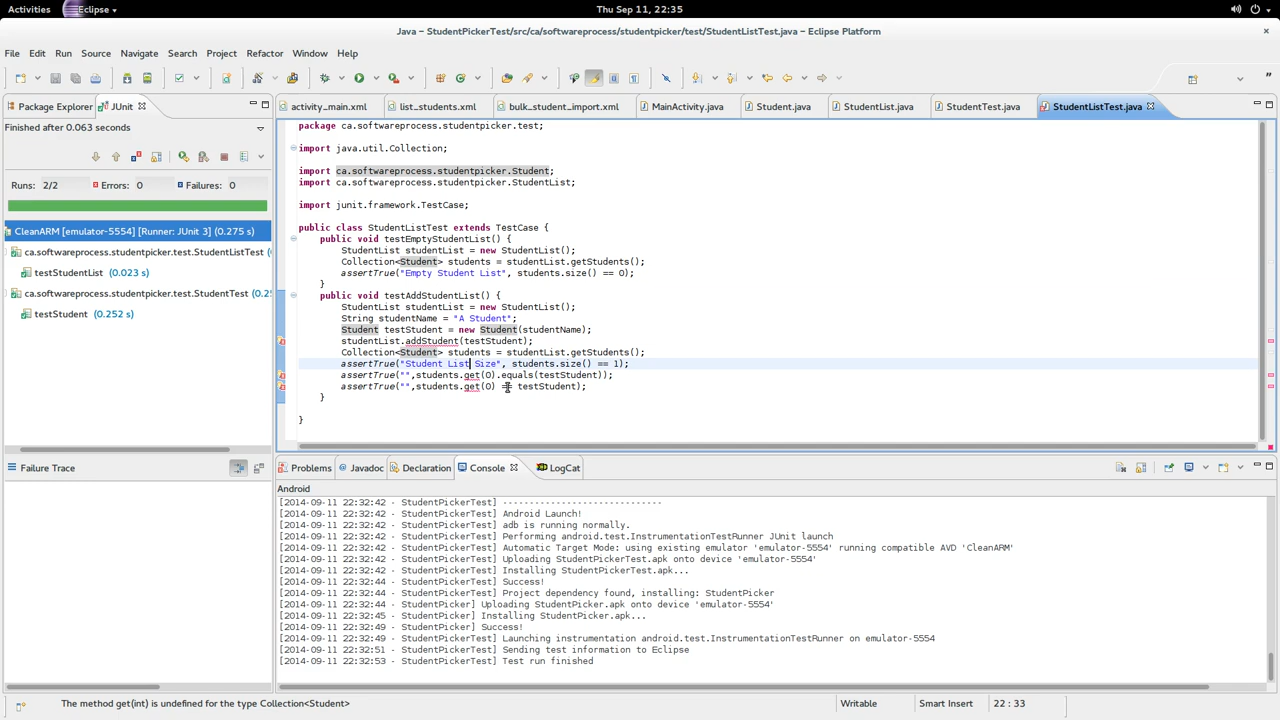 Activities
Eclipse
Thu Sep 11, 22:35
Java – StudentPickerTest/src/ca/softwareprocess/studentpicker/test/StudentListTest.java – Eclipse Platform
File Edit Run Source Navigate Search Project Refactor Window Help
Package Explorer
JUnit
activity_main.xml
list_students.xml
bulk_student_import.xml
MainActivity.java
Student.java
StudentList.java
StudentTest.java
StudentListTest.java
Finished after 0.063 seconds
Runs: 2/2
Errors: 0
Failures: 0
CleanARM [emulator-5554] [Runner: JUnit 3] (0.275 s)
ca.softwareprocess.studentpicker.test.StudentListTest
testStudentList (0.023 s)
ca.softwareprocess.studentpicker.test.StudentTest
testStudent (0.252 s)
package ca.softwareprocess.studentpicker.test;
import java.util.Collection;
import ca.softwareprocess.studentpicker.Student;
import ca.softwareprocess.studentpicker.StudentList;
import junit.framework.TestCase;
public class StudentListTest extends TestCase {
public void testEmptyStudentList() {
StudentList studentList = new StudentList();
Collection<Student> students = studentList.getStudents();
assertTrue("Empty Student List", students.size() == 0);
}
public void testAddStudentList() {
StudentList studentList = new StudentList();
String studentName = "A Student";
Student testStudent = new Student(studentName);
studentList.addStudent(testStudent);
Collection<Student> students = studentList.getStudents();
assertTrue("Student List Size", students.size() == 1);
assertTrue("",students.get(0).equals(testStudent));
assertTrue("",students.get(0) == testStudent);
}
}
Failure Trace
Problems
Javadoc
Declaration
Console
LogCat
Android
[2014-09-11 22:32:42 - StudentPickerTest] ------------------------------
[2014-09-11 22:32:42 - StudentPickerTest] Android Launch!
[2014-09-11 22:32:42 - StudentPickerTest] adb is running normally.
[2014-09-11 22:32:42 - StudentPickerTest] Performing android.test.InstrumentationTestRunner JUnit launch
[2014-09-11 22:32:42 - StudentPickerTest] Automatic Target Mode: using existing emulator 'emulator-5554' running compatible AVD 'CleanARM'
[2014-09-11 22:32:42 - StudentPickerTest] Uploading StudentPickerTest.apk onto device 'emulator-5554'
[2014-09-11 22:32:42 - StudentPickerTest] Installing StudentPickerTest.apk...
[2014-09-11 22:32:44 - StudentPickerTest] Success!
[2014-09-11 22:32:44 - StudentPickerTest] Project dependency found, installing: StudentPicker
[2014-09-11 22:32:44 - StudentPicker] Uploading StudentPicker.apk onto device 'emulator-5554'
[2014-09-11 22:32:45 - StudentPicker] Installing StudentPicker.apk...
[2014-09-11 22:32:49 - StudentPicker] Success!
[2014-09-11 22:32:49 - StudentPickerTest] Launching instrumentation android.test.InstrumentationTestRunner on emulator-5554
[2014-09-11 22:32:51 - StudentPickerTest] Sending test information to Eclipse
[2014-09-11 22:32:53 - StudentPickerTest] Test run finished
The method get(int) is undefined for the type Collection<Student>
Writable
Smart Insert
22 : 33